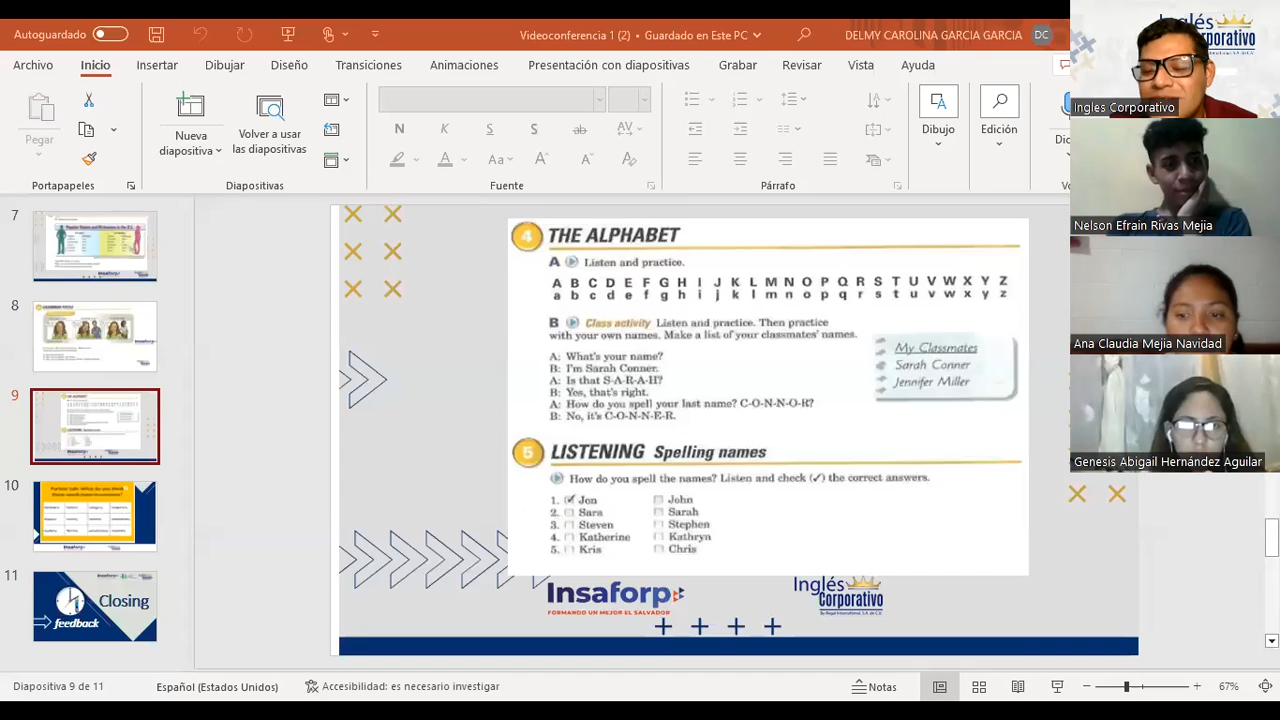 Autoguardado
Videoconferencia 1 (2) • Guardado en Este PC
DELMY CAROLINA GARCIA GARCIA
DC
Archivo Inicio Insertar Dibujar Diseño Transiciones Animaciones entación con diapositivas Grabar Revisar Vista Ayuda
Pegar
Nueva diapositiva
Volver a usar las diapositivas
N K S S ab AV
A Aa A A A
Dibujo
Edición
Portapapeles
Diapositivas
Fuente
Párrafo
7
8
9
10
11
Insaforp
Closing
feedback
4 THE ALPHABET
A Listen and practice.
A B C D E F G H I J K L M N O P Q R S T U V W X Y Z
a b c d e f g h i j k l m n o p q r s t u v w x y z
B Class activity Listen and practice. Then practice
with your own names. Make a list of your classmates' names.
A: What's your name?
B: I'm Sarah Conner.
A: Is that S-A-R-A-H?
B: Yes, that's right.
A: How do you spell your last name? C-O-N-N-O-R?
B: No, it's C-O-N-N-E-R.
My Classmates
Sarah Conner
Jennifer Miller
5 LISTENING Spelling names
How do you spell the names? Listen and check (✓) the correct answers.
1. Jon John
2. Sara Sarah
3. Steven Stephen
4. Katherine Kathryn
5. Kris Chris
Insaforp
FORMANDO UN MEJOR EL SALVADOR
Inglés
Corporativo
Ingles Corporativo
Nelson Efrain Rivas Mejia
Ana Claudia Mejía Navidad
Genesis Abigail Hernández Aguilar
Diapositiva 9 de 11
Español (Estados Unidos)
Accesibilidad: es necesario investigar
Notas
67%